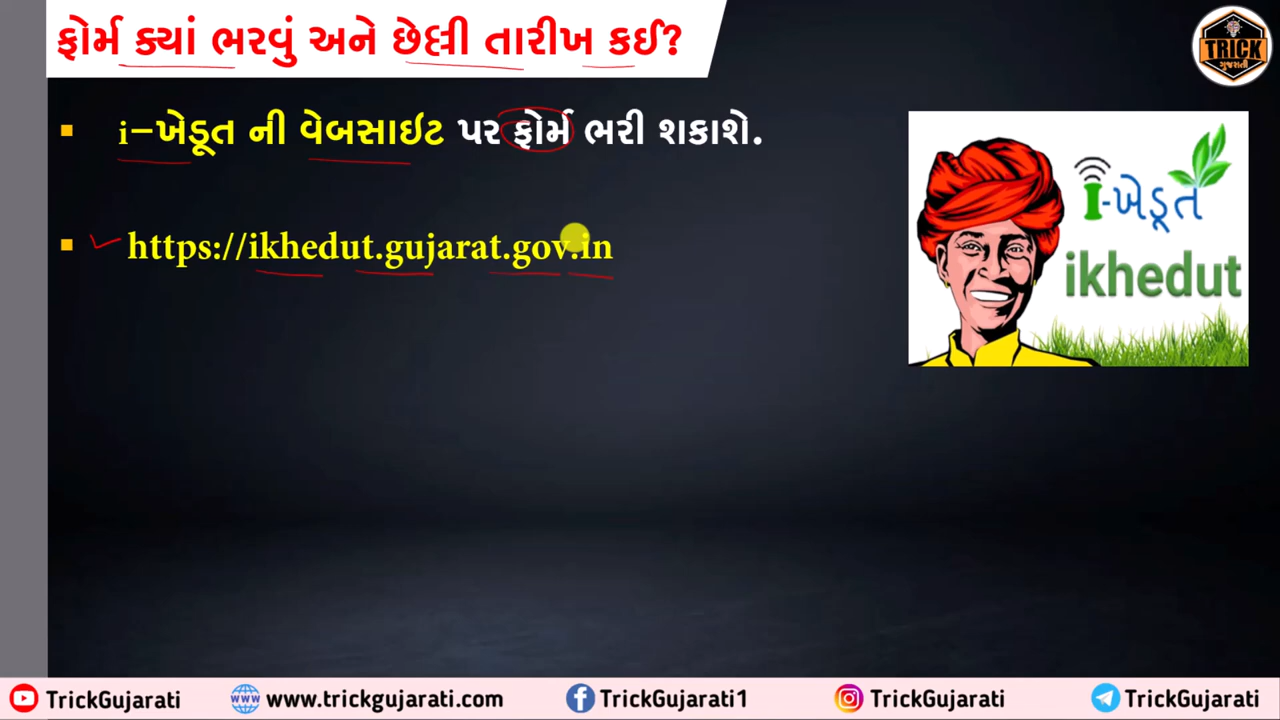 ફોર્મ ક્યાં ભરવું અને છેલ્લી તારીખ કઈ?
TRICK
ગુજરાતી
▪ i-ખેડૂત ની વેબસાઇટ પર ફોર્મ ભરી શકાશે.
▪ https://ikhedut.gujarat.gov.in
i-ખેડૂત
ikhedut
TrickGujarati www.trickgujarati.com TrickGujarati1 TrickGujarati TrickGujarati